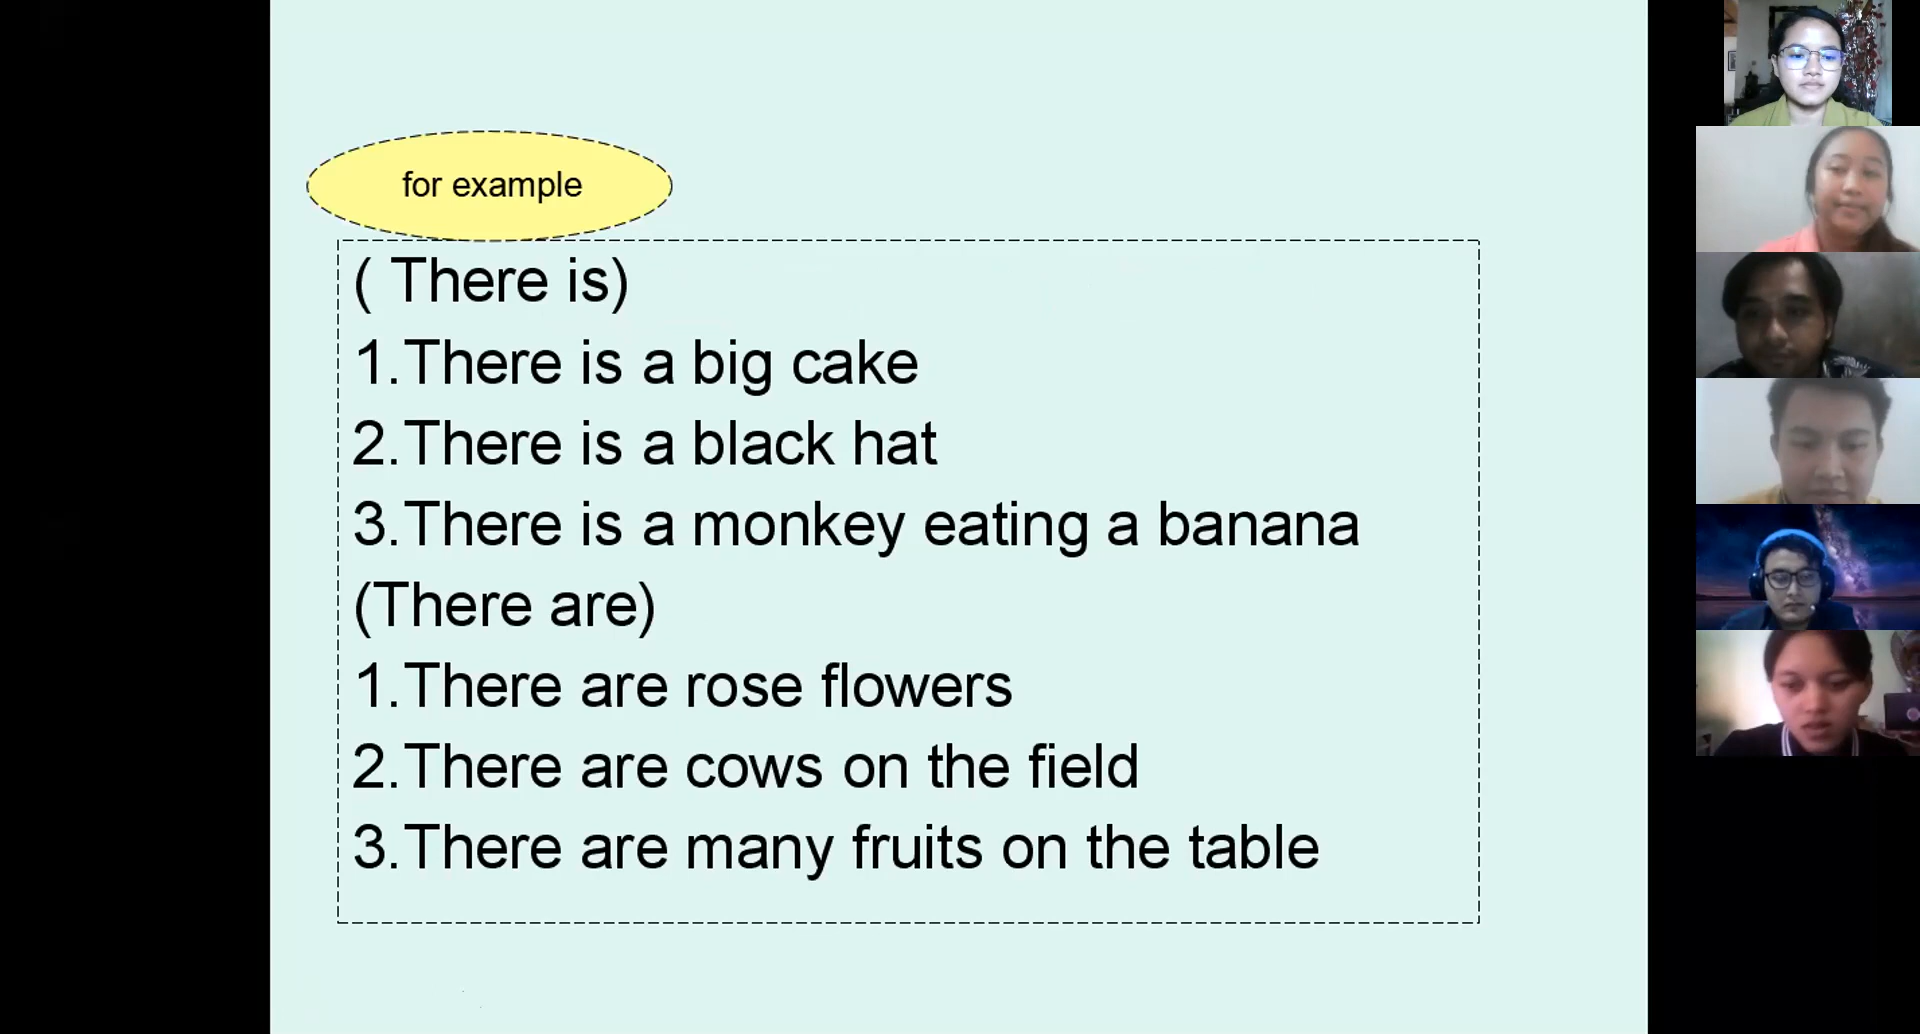 for example
( There is)
1.There is a big cake
2.There is a black hat
3.There is a monkey eating a banana
(There are)
1.There are rose flowers
2.There are cows on the field
3.There are many fruits on the table